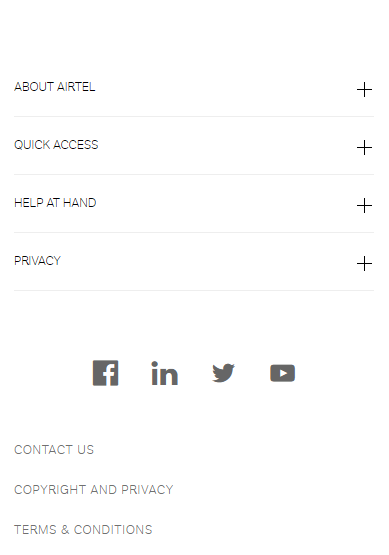 ABOUT AIRTEL
QUICK ACCESS
HELP AT HAND
PRIVACY
CONTACT US
COPYRIGHT AND PRIVACY
TERMS & CONDITIONS